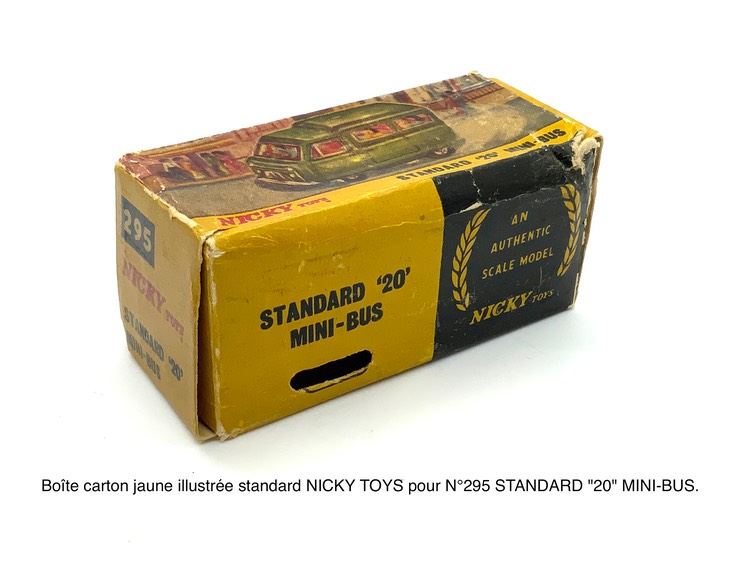 STANDARD '20' MINI-BUS
NICKY TOYS
295
NICKY TOYS
STANDARD '20'
MINI-BUS
STANDARD '20'
MINI-BUS
AN
AUTHENTIC
SCALE MODEL
NICKY TOYS
Boîte carton jaune illustrée standard NICKY TOYS pour N°295 STANDARD "20" MINI-BUS.